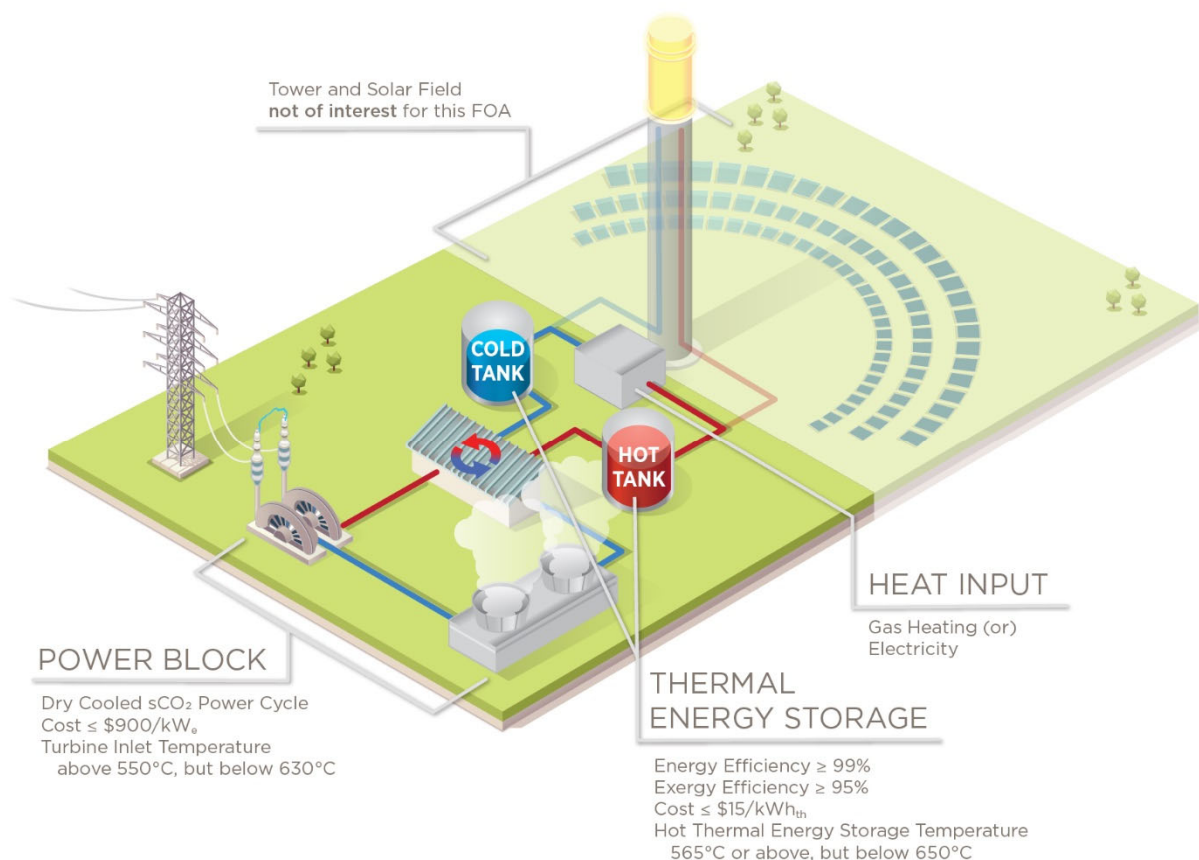 Tower and Solar Field
not of interest for this FOA
COLD
TANK
HOT
TANK
HEAT INPUT
Gas Heating (or)
Electricity
POWER BLOCK
Dry Cooled sCO₂ Power Cycle
Cost ≤ $900/kWₑ
Turbine Inlet Temperature
above 550°C, but below 630°C
THERMAL
ENERGY STORAGE
Energy Efficiency ≥ 99%
Exergy Efficiency ≥ 95%
Cost ≤ $15/kWhₜₕ
Hot Thermal Energy Storage Temperature
565°C or above, but below 650°C